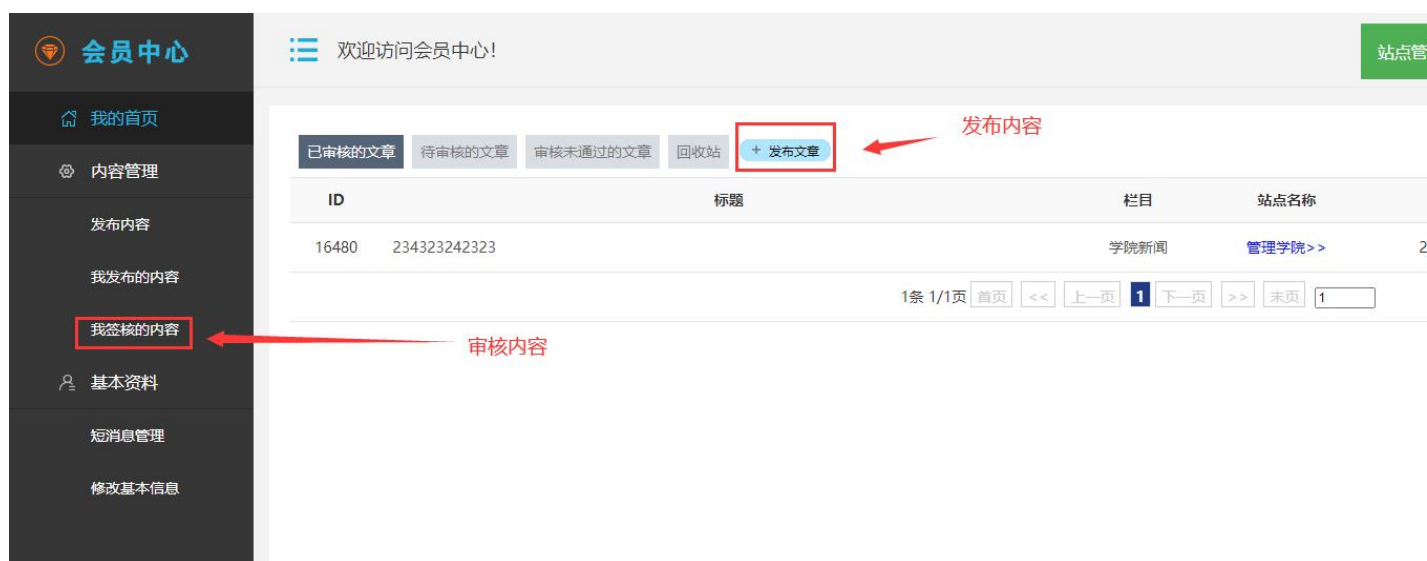 会员中心
欢迎访问会员中心!
站点管
我的首页
内容管理
发布内容
我发布的内容
我签核的内容
基本资料
短消息管理
修改基本信息
发布内容
已审核的文章 待审核的文章 审核未通过的文章 回收站 + 发布文章
ID 标题 栏目 站点名称
16480 234323242323 学院新闻 管理学院>> 2
1条 1/1页 首页 << 上一页 1 下一页 >> 末页 1
审核内容